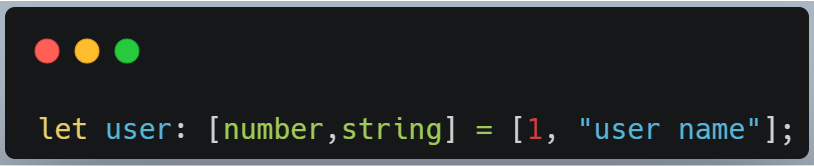 let user: [number,string] = [1, "user name"];